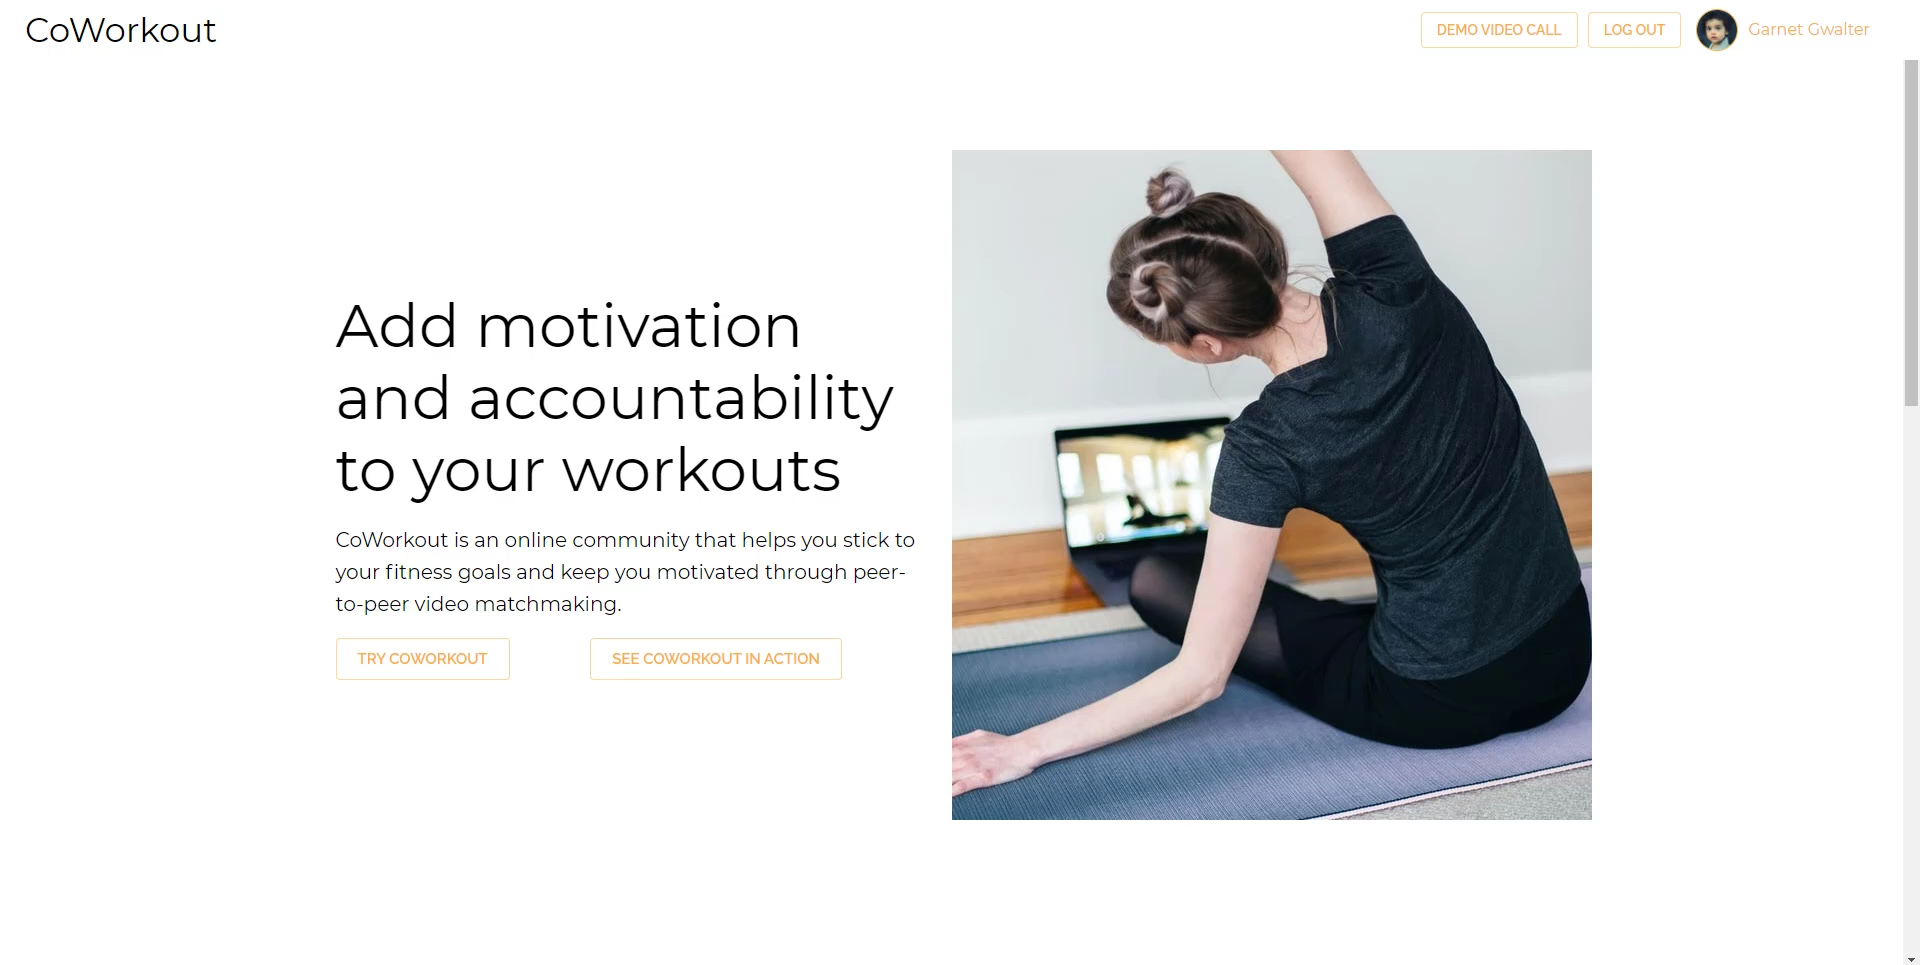 CoWorkout
DEMO VIDEO CALL
LOG OUT
Garnet Gwalter
Add motivation
and accountability
to your workouts
CoWorkout is an online community that helps you stick to
your fitness goals and keep you motivated through peer-
to-peer video matchmaking.
TRY COWORKOUT
SEE COWORKOUT IN ACTION